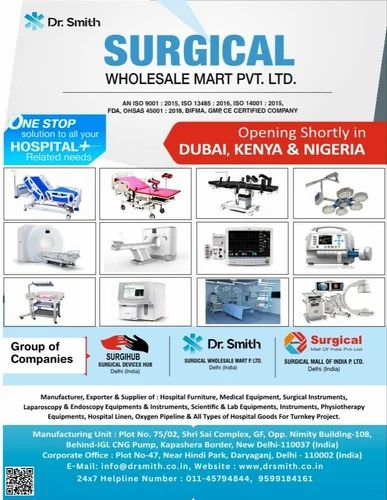 Dr. Smith
SURGICAL
WHOLESALE MART PVT. LTD.
AN ISO 9001 : 2015, ISO 13485 : 2016, ISO 14001 : 2015,
FDA, OHSAS 45001 : 2018, BIFMA, GMP, CE CERTIFIED COMPANY
ONE STOP
solution to all your
HOSPITAL+
Related needs
Opening Shortly in
DUBAI, KENYA & NIGERIA
Group of
Companies
SURGIHUB
SURGICAL DEVICES HUB
Delhi (India)
Dr. Smith
SURGICAL WHOLESALE MART P. LTD.
Delhi (India)
Surgical
Mall Of India Pvt Ltd
SURGICAL MALL OF INDIA P. LTD.
Delhi (India)
Manufacturer, Exporter & Supplier of : Hospital Furniture, Medical Equipment, Surgical Instruments,
Laparoscopy & Endoscopy Equipments & Instruments, Scientific & Lab Equipments, Instruments, Physiotherapy
Equipments, Hospital Linen, Oxygen Pipeline & All Types of Hospital Goods For Turnkey Project.
Manufacturing Unit : Plot No. 75/02, Shri Sai Complex, GF, Opp. Nimity Building-108,
Behind-IGL CNG Pump, Kapashera Border, New Delhi-110037 (India)
Corporate Office : Plot No-47, Near Hindi Park, Daryaganj, Delhi - 110002 (India)
E-Mail: info@drsmith.co.in, Website : www.drsmith.co.in
24x7 Helpline Number : 011-45794844, 9599184161